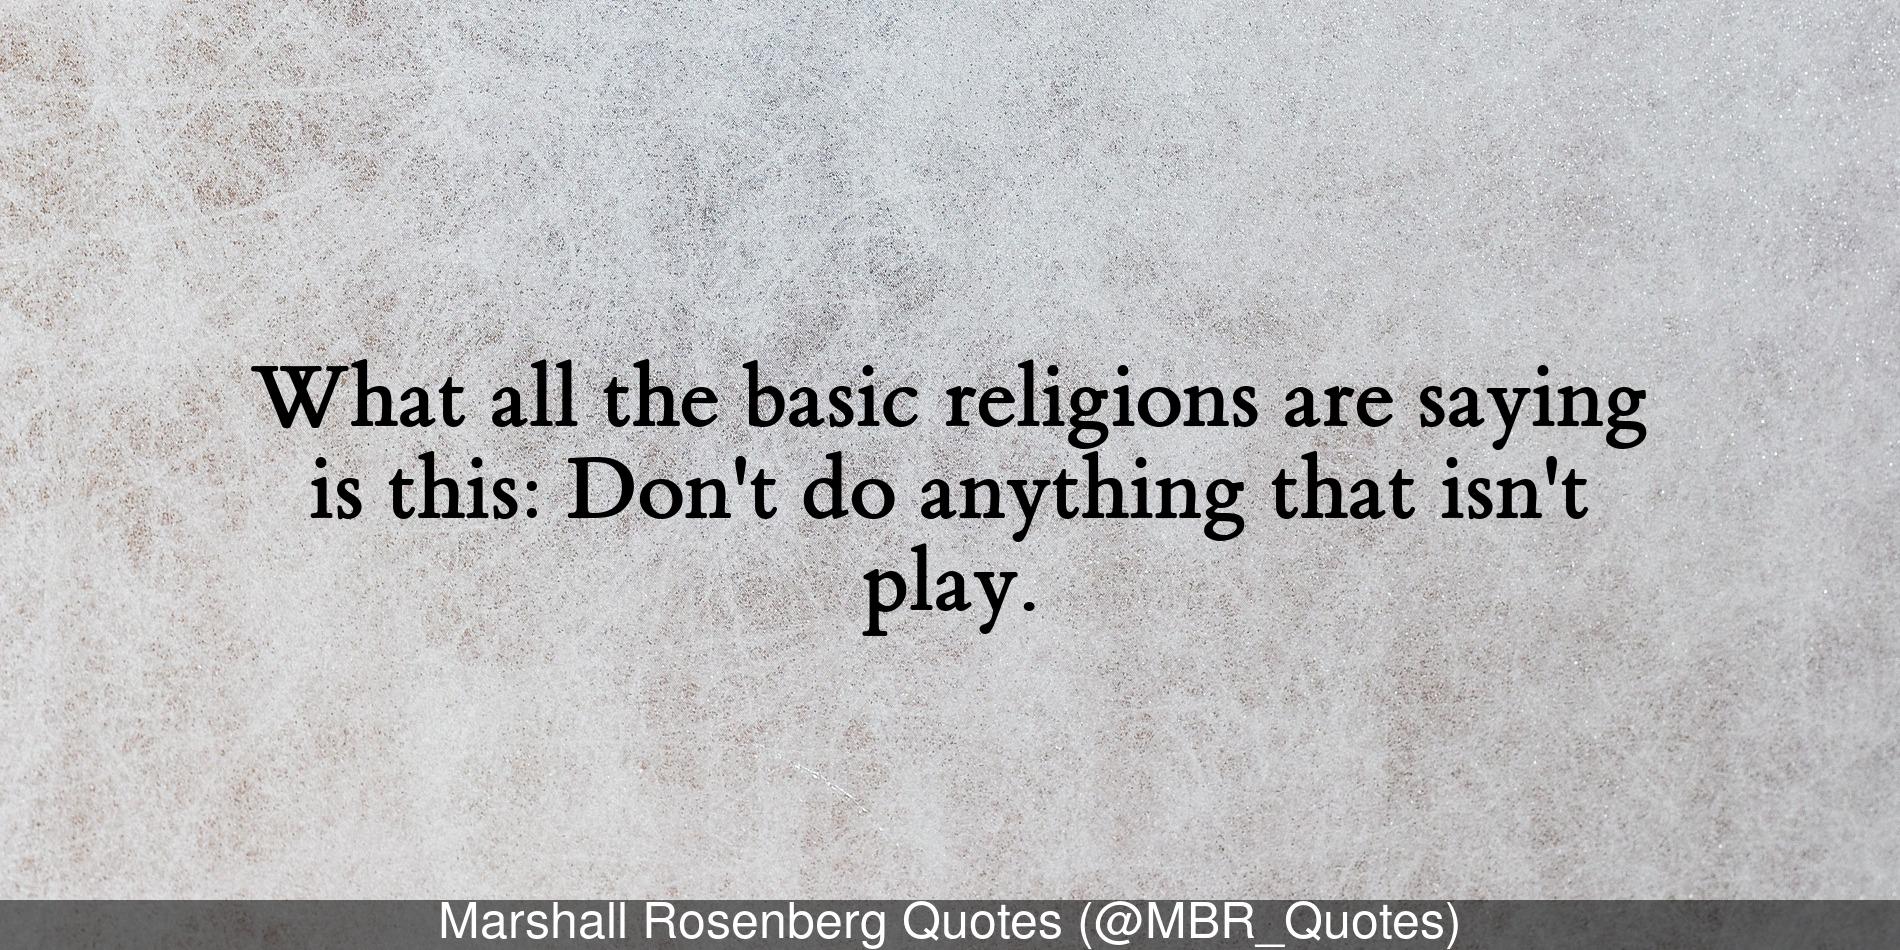 What all the basic religions are saying
is this: Don't do anything that isn't
play.
Marshall Rosenberg Quotes (@MBR_Quotes)